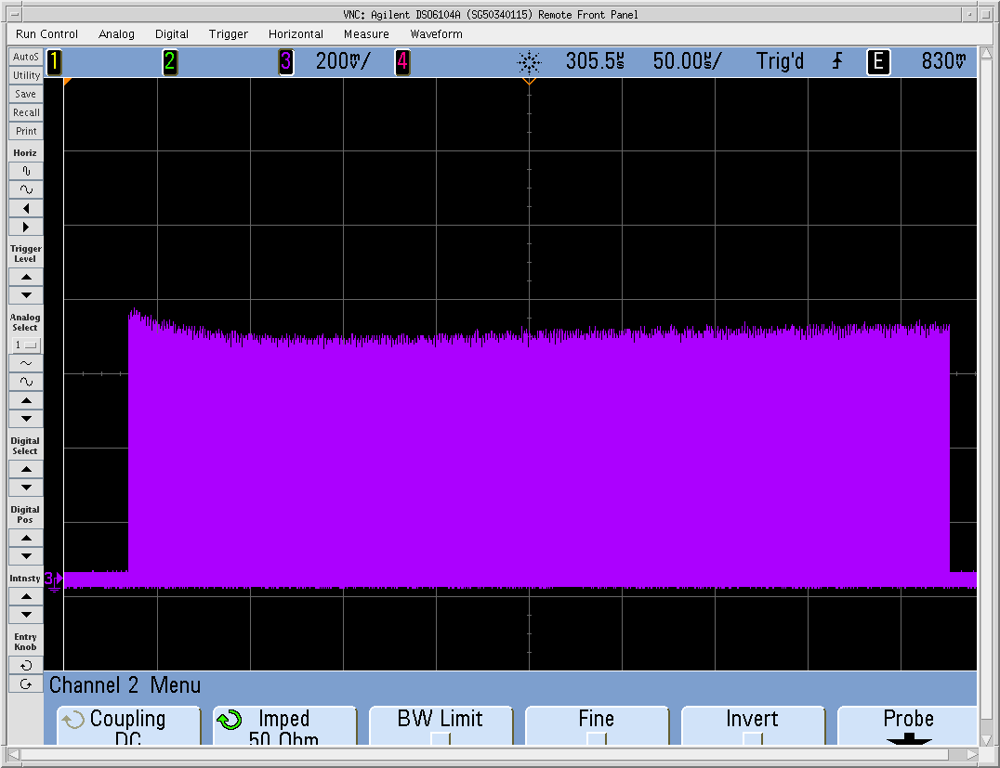 VNC: Agilent DSO6104A (SG50340115) Remote Front Panel
Run Control Analog Digital Trigger Horizontal Measure Waveform
AutoS
1 2 3 200mV/ 4 305.5us 50.00us/ Trig'd E 830mV
Utility
Save
Recall
Print
Horiz
Trigger
Level
Analog
Select
1
Digital
Select
Digital
Pos
Intnsty
3
Entry
Knob
Channel 2 Menu
Coupling Imped BW Limit Fine Invert Probe
DC 50 Ohm